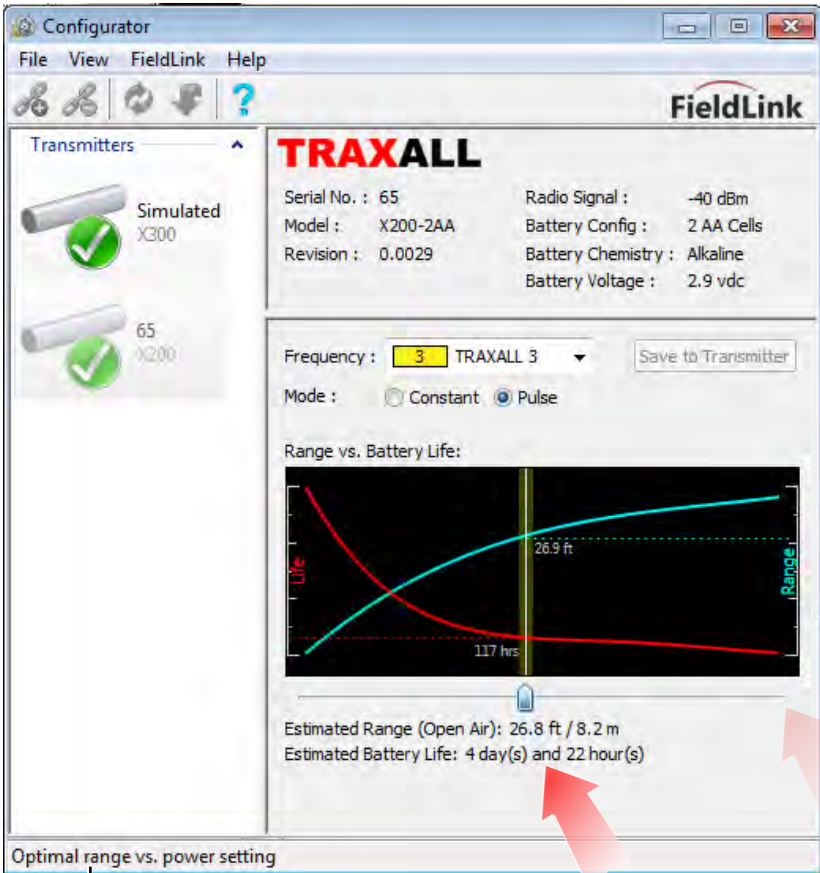 Configurator
File View FieldLink Help
? FieldLink
Transmitters
Simulated
X300
65
X200
TRAXALL
Serial No. : 65 Radio Signal : -40 dBm
Model : X200-2AA Battery Config : 2 AA Cells
Revision : 0.0029 Battery Chemistry : Alkaline
Battery Voltage : 2.9 vdc
Frequency : 3 TRAXALL 3 Save to Transmitter
Mode : Constant Pulse
Range vs. Battery Life:
Life
26.9 ft
Range
117 hrs
Estimated Range (Open Air): 26.8 ft / 8.2 m
Estimated Battery Life: 4 day(s) and 22 hour(s)
Optimal range vs. power setting